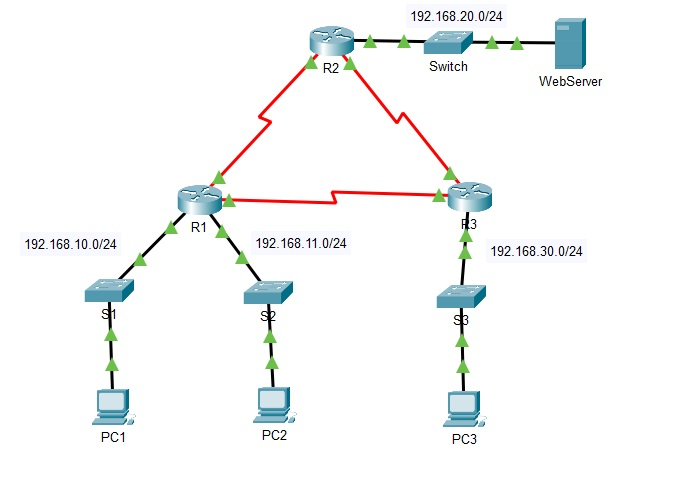 192.168.20.0/24
R2
Switch
WebServer
R1
R3
192.168.10.0/24
192.168.11.0/24
192.168.30.0/24
S1
S2
S3
PC1
PC2
PC3